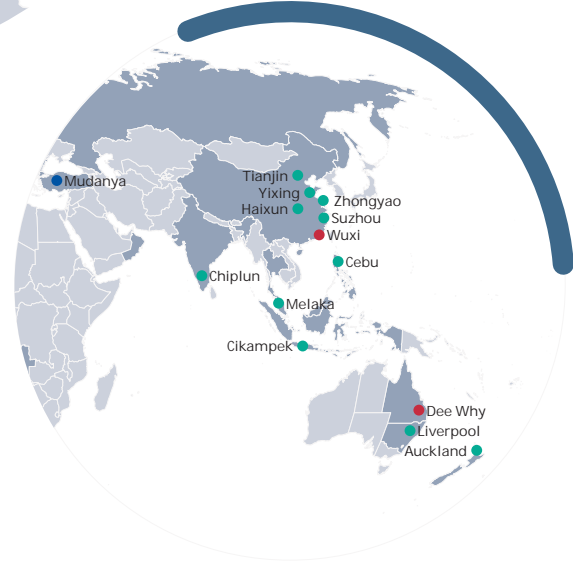 Tianjin
Mudanya
Yixing
Zhongyao
Haixun
Suzhou
Wuxi
Cebu
Chiplun
Melaka
Cikampek
Dee Why
Liverpool
Auckland